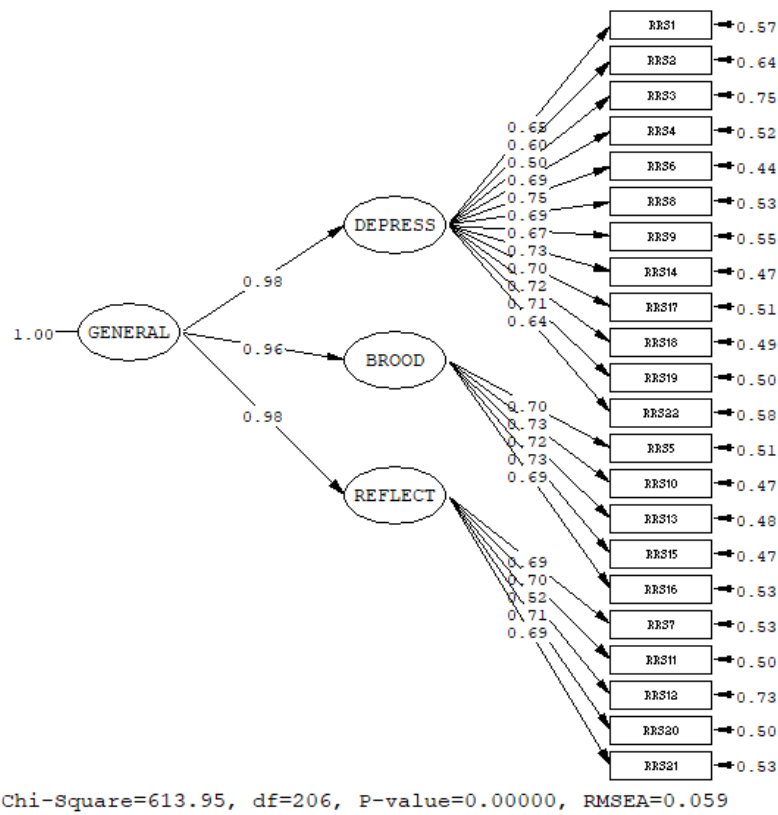 RRS1 0.57
RRS2 0.64
RRS3 0.75
RRS4 0.52
RRS6 0.44
RRS8 0.53
RRS9 0.55
RRS14 0.47
RRS17 0.51
RRS18 0.49
RRS19 0.50
RRS22 0.58
RRS5 0.51
RRS10 0.47
RRS13 0.48
RRS15 0.47
RRS16 0.53
RRS7 0.53
RRS11 0.50
RRS12 0.73
RRS20 0.50
RRS21 0.53
0.60
0.50
0.69
0.75
0.69
0.67
0.73
0.70
0.72
0.71
0.64
DEPRESS
0.98
1.00 GENERAL
0.96
BROOD
0.98
0.70
0.73
0.72
0.73
0.69
REFLECT
0.69
0.70
0.52
0.71
0.69
Chi-Square=613.95, df=206, P-value=0.00000, RMSEA=0.059